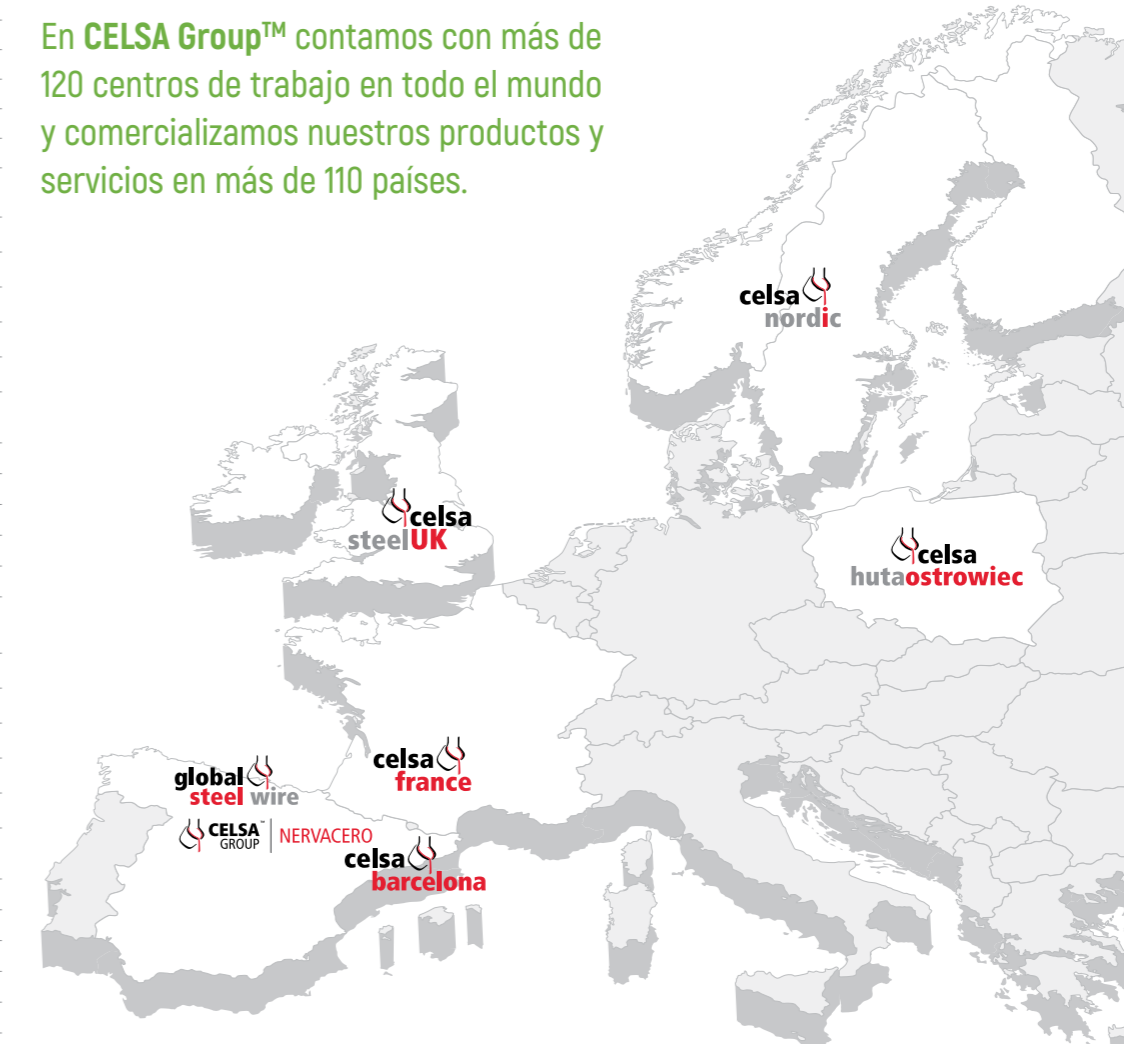 En CELSA Group™ contamos con más de
120 centros de trabajo en todo el mundo
y comercializamos nuestros productos y
servicios en más de 110 países.
celsa
nordic
celsa
steelUK
celsa
hutaostrowiec
celsa
france
global
steel wire
CELSA™
GROUP
NERVACERO
celsa
barcelona